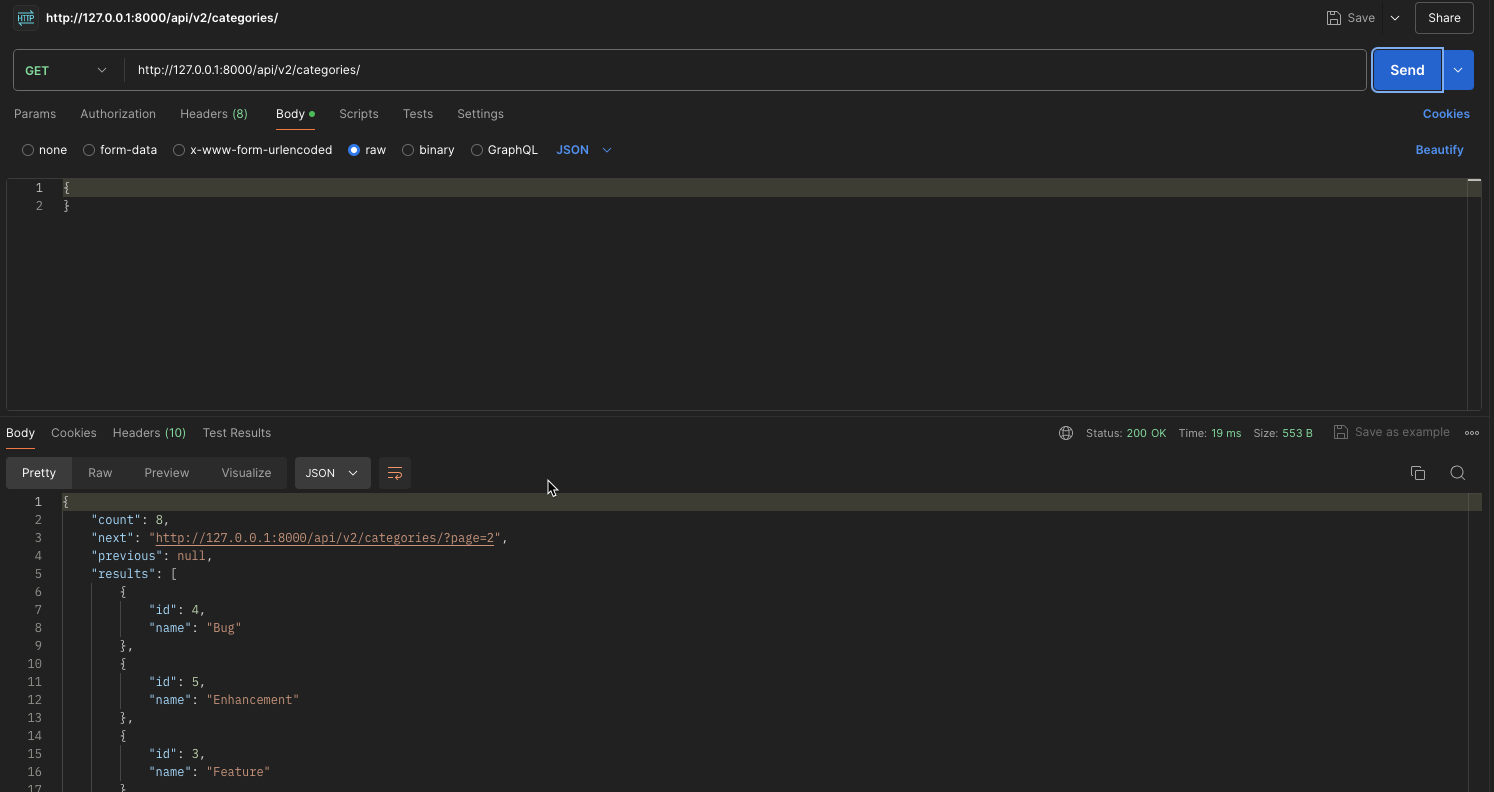 HTTP http://127.0.0.1:8000/api/v2/categories/ Save Share
GET http://127.0.0.1:8000/api/v2/categories/ Send
Params Authorization Headers (8) Body Scripts Tests Settings Cookies
none form-data x-www-form-urlencoded raw binary GraphQL JSON Beautify
1 {
2 }
Body Cookies Headers (10) Test Results Status: 200 OK Time: 19 ms Size: 553 B Save as example
Pretty Raw Preview Visualize JSON
1 {
2 "count": 8,
3 "next": "http://127.0.0.1:8000/api/v2/categories/?page=2",
4 "previous": null,
5 "results": [
6 {
7 "id": 4,
8 "name": "Bug"
9 },
10 {
11 "id": 5,
12 "name": "Enhancement"
13 },
14 {
15 "id": 3,
16 "name": "Feature"
17 }